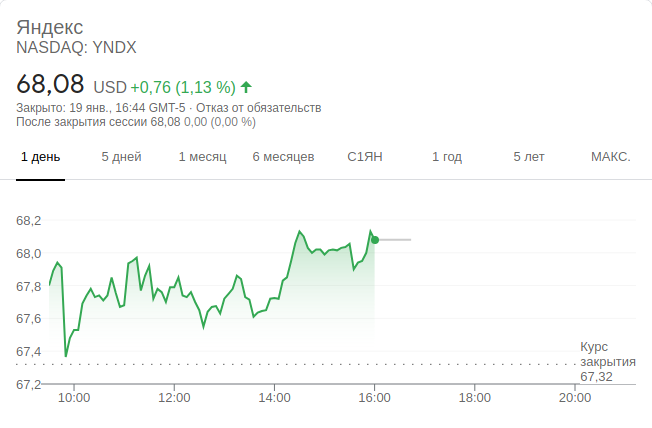 Яндекс
NASDAQ: YNDX
68,08 USD +0,76 (1,13 %)
Закрыто: 19 янв., 16:44 GMT-5 · Отказ от обязательств
После закрытия сессии 68,08 0,00 (0,00 %)
1 день 5 дней 1 месяц 6 месяцев С1ЯН 1 год 5 лет МАКС.
68,2
68,0
67,8
67,6
67,4
Курс
закрытия
67,32
67,2
10:00 12:00 14:00 16:00 18:00 20:00